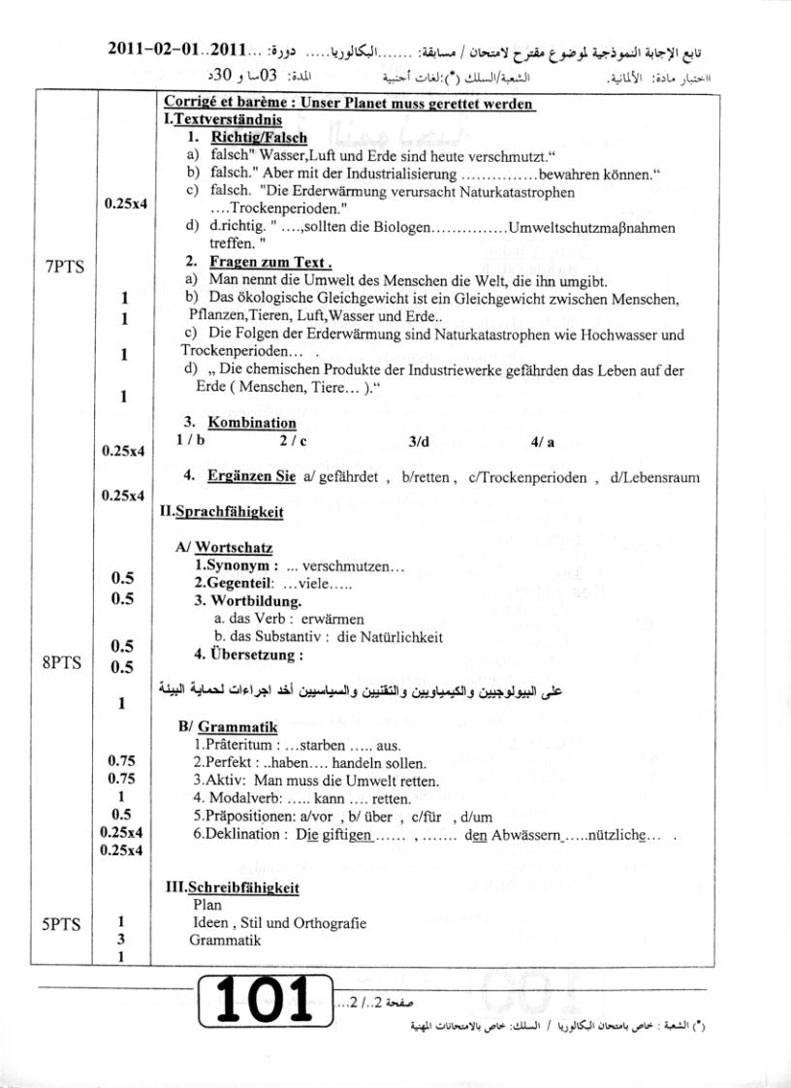 تابع الإجابة النموذجية لموضوع مقترح لامتحان / مسابقة: .......البكالوريا..... دورة: ...2011..01-02-2011
اختبار مادة: الألمانية. الشعبة/السلك (*):لغات أجنبية المدة: 03سا و 30د
Corrigé et barème : Unser Planet muss gerettet werden
I.Textverständnis
1. Richtig/Falsch
a) falsch" Wasser,Luft und Erde sind heute verschmutzt.“
b) falsch." Aber mit der Industrialisierung ……………bewahren können.“
0.25x4 c) falsch. "Die Erderwärmung verursacht Naturkatastrophen
….Trockenperioden."
d) d.richtig. " ….,sollten die Biologen……………Umweltschutzmaβnahmen
treffen. "
7PTS 2. Fragen zum Text .
a) Man nennt die Umwelt des Menschen die Welt, die ihn umgibt.
1 b) Das ökologische Gleichgewicht ist ein Gleichgewicht zwischen Menschen,
1 Pflanzen,Tieren, Luft,Wasser und Erde..
c) Die Folgen der Erderwärmung sind Naturkatastrophen wie Hochwasser und
1 Trockenperioden… .
d) „ Die chemischen Produkte der Industriewerke gefährden das Leben auf der
1 Erde ( Menschen, Tiere… ).“
3. Kombination
0.25x4 1 / b 2 / c 3/d 4/ a
0.25x4 4. Ergänzen Sie a/ gefährdet , b/retten , c/Trockenperioden , d/Lebensraum
II.Sprachfähigkeit
A/ Wortschatz
1.Synonym : … verschmutzen…
0.5 2.Gegenteil: …viele…..
0.5 3. Wortbildung.
a. das Verb : erwärmen
0.5 b. das Substantiv : die Natürlichkeit
8PTS 0.5 4. Übersetzung :
1 على البيولوجيين و الكيمياويين والتقنيين والسياسيين أخد اجراءات لحماية البيئة
B/ Grammatik
1.Präteritum : …starben ….. aus.
0.75 2.Perfekt : ..haben…. handeln sollen.
0.75 3.Aktiv: Man muss die Umwelt retten.
1 4. Modalverb: ….. kann …. retten.
0.5 5.Präpositionen: a/vor , b/ über , c/für , d/um
0.25x4 6.Deklination : Die giftigen …… , ……. den Abwässern …..nützliche… .
0.25x4
III.Schreibfähigkeit
Plan
5PTS 1 Ideen , Stil und Orthografie
3 Grammatik
1
101
صفحة 2../ 2...
(*) الشعبة : خاص بامتحان البكالوريا / السلك: خاص بالامتحانات المهنية